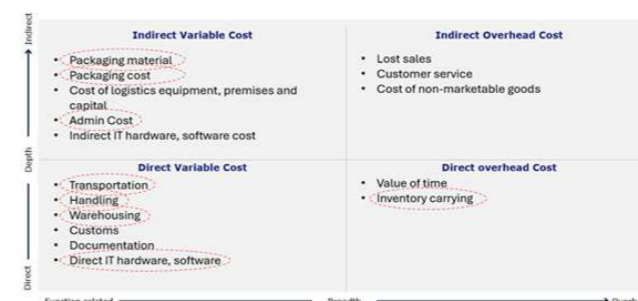 Indirect
Indirect Variable Cost
• Packaging material
• Packaging cost
• Cost of logistics equipment, premises and
capital
• Admin Cost
• Indirect IT hardware, software cost
Indirect Overhead Cost
• Lost sales
• Customer service
• Cost of non-marketable goods
Depth
Direct Variable Cost
• Transportation
• Handling
• Warehousing
• Customs
• Documentation
• Direct IT hardware, software
Direct overhead Cost
• Value of time
• Inventory carrying
Direct
Function related
Breadth